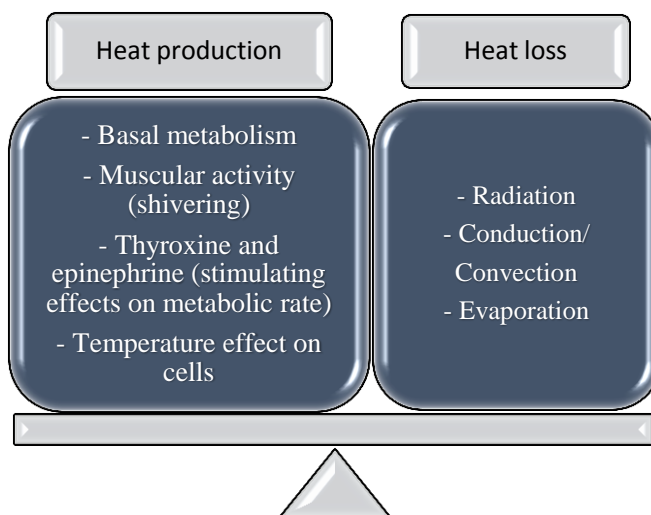 Heat production
Heat loss
- Basal metabolism
- Muscular activity
(shivering)
- Thyroxine and
epinephrine (stimulating
effects on metabolic rate)
- Temperature effect on
cells
- Radiation
- Conduction/
Convection
- Evaporation